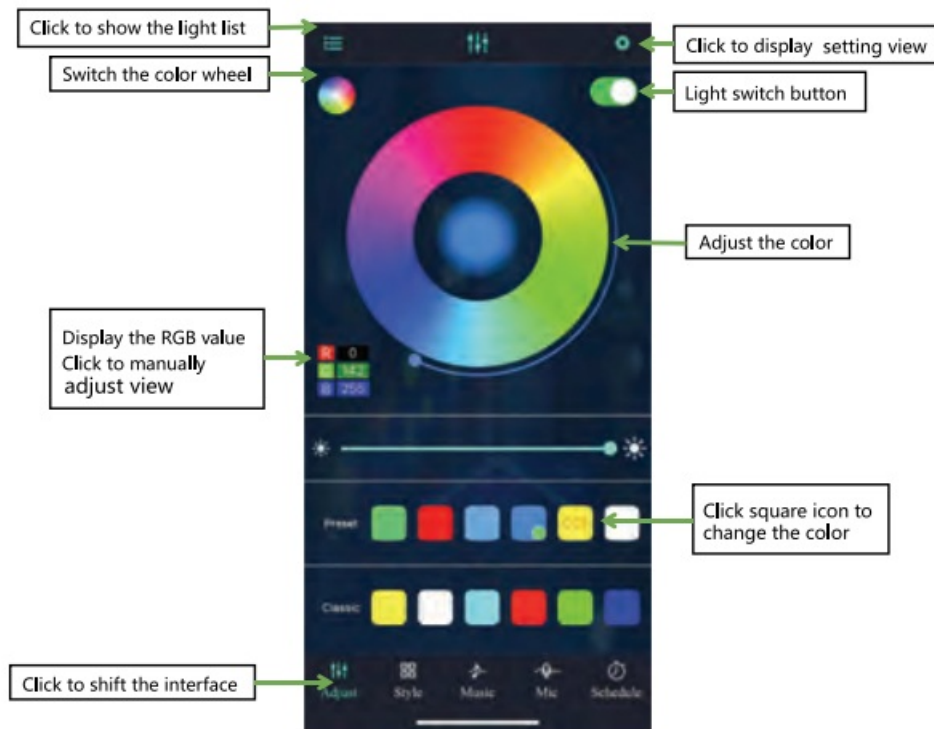 Click to show the light list
Click to display setting view
Switch the color wheel
Light switch button
Adjust the color
Display the RGB value
Click to manually
adjust view
R 0
G 142
B 255
Preset
Click square icon to
change the color
Classic
Click to shift the interface
Adjust Style Music Mic Schedule